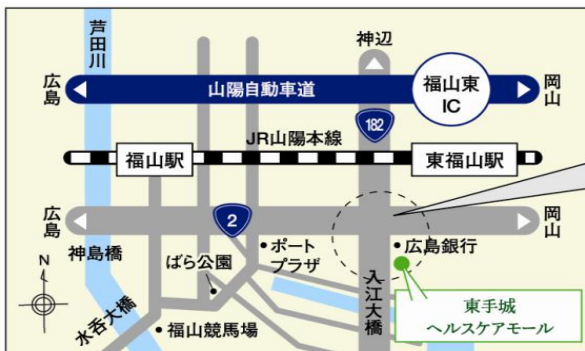 芦田川
神辺
広島
山陽自動車道
福山東
IC
岡山
182
JR山陽本線
福山駅
東福山駅
広島
2
岡山
神島橋
ばら公園
ポート
プラザ
広島銀行
N
水呑大橋
福山競馬場
入江大橋
東手城
ヘルスケアモール